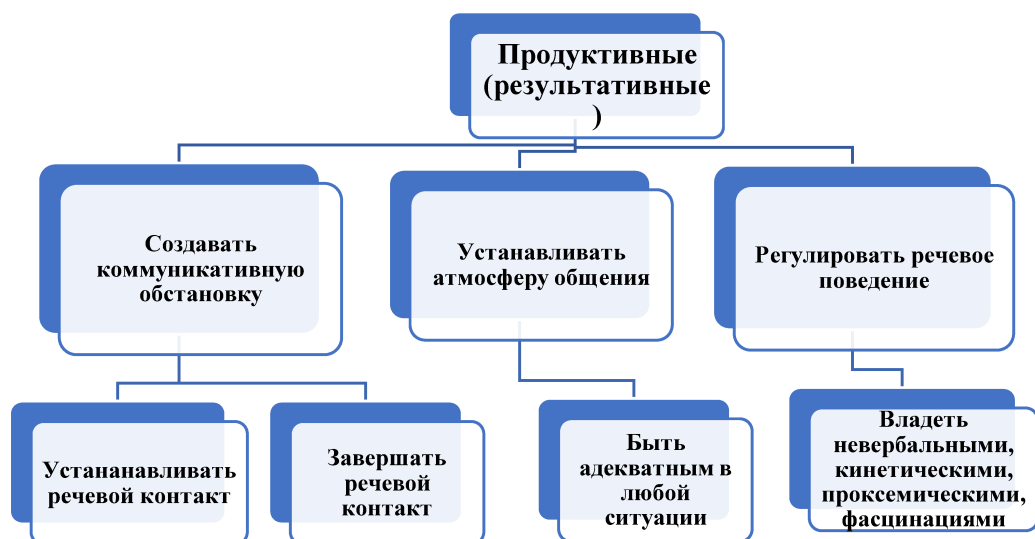 Продуктивные
(результативные
)
Создавать
коммуникативную
обстановку
Устанавливать
атмосферу общения
Регулировать речевое
поведение
Устананавливать
речевой контакт
Завершать
речевой
контакт
Быть
адекватным в
любой
ситуации
Владеть
невербальными,
кинетическими,
проксемическими,
фасцинациями